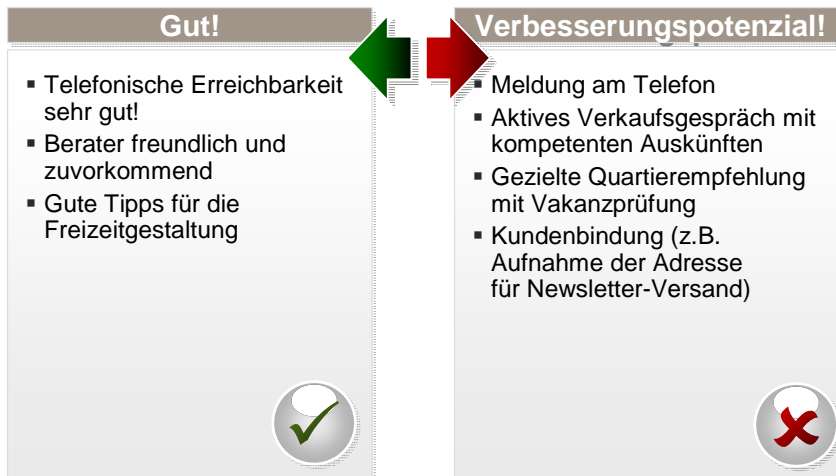 Gut!
▪ Telefonische Erreichbarkeit
sehr gut!
▪ Berater freundlich und
zuvorkommend
▪ Gute Tipps für die
Freizeitgestaltung
Verbesserungspotenzial!
▪ Meldung am Telefon
▪ Aktives Verkaufsgespräch mit
kompetenten Auskünften
▪ Gezielte Quartierempfehlung
mit Vakanzprüfung
▪ Kundenbindung (z.B.
Aufnahme der Adresse
für Newsletter-Versand)